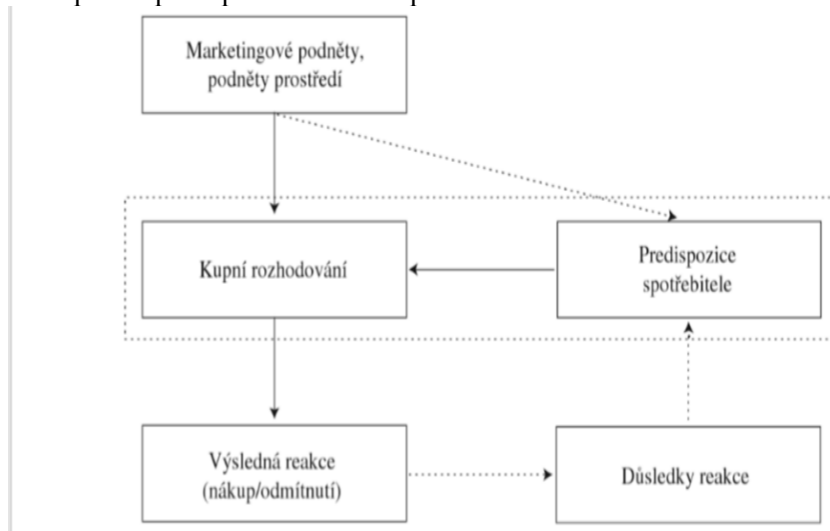 Marketingové podněty,
podněty prostředí
Kupní rozhodování
Predispozice
spotřebitele
Výsledná reakce
(nákup/odmítnutí)
Důsledky reakce